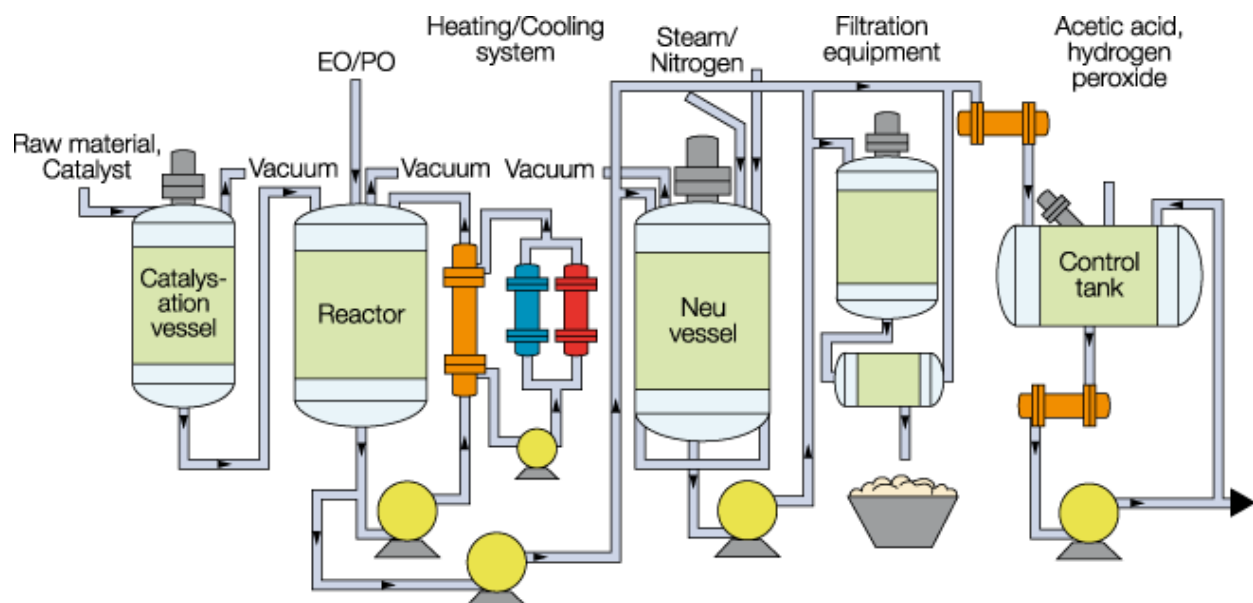 Heating/Cooling
system
Steam/
Nitrogen
Filtration
equipment
Acetic acid,
hydrogen
peroxide
EO/PO
Raw material,
Catalyst
Vacuum
Vacuum
Vacuum
Catalys-
ation
vessel
Reactor
Neu
vessel
Control
tank